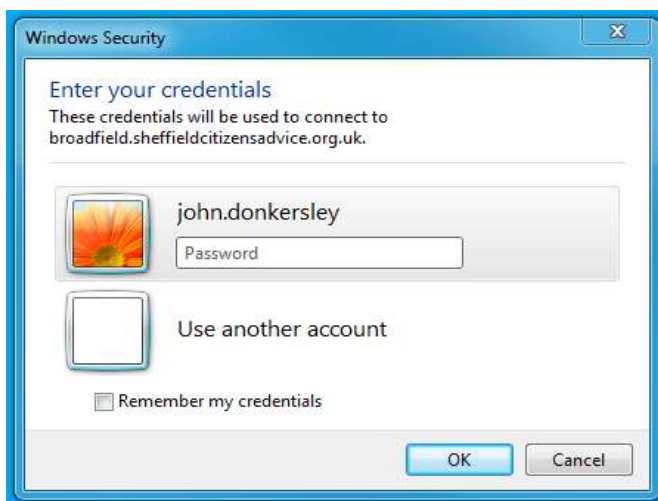 Windows Security
Enter your credentials
These credentials will be used to connect to
broadfield.sheffieldcitizensadvice.org.uk.
john.donkersley
Password
Use another account
Remember my credentials
OK Cancel